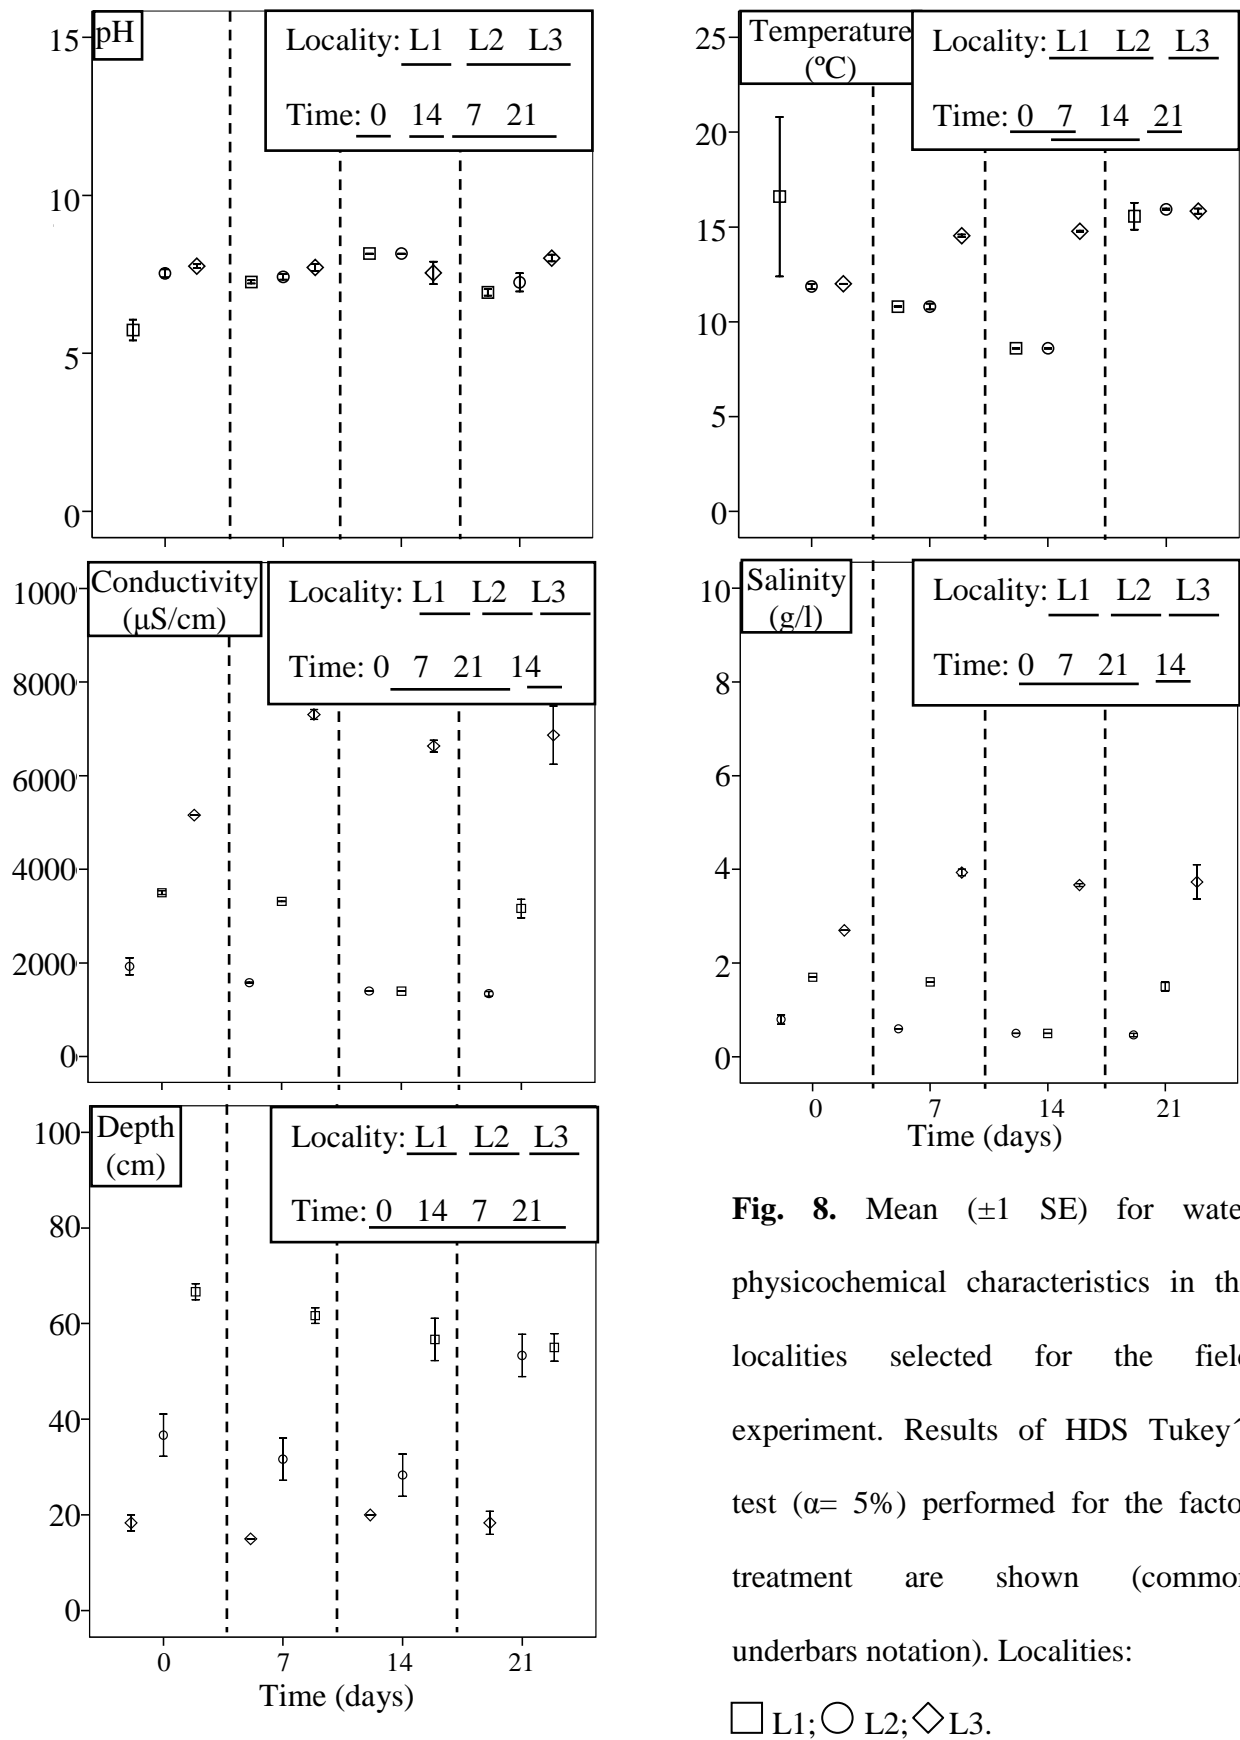 pH
Locality: L1 L2 L3
Time: 0 14 7 21
15
10
5
0
Temperature
(ºC)
Locality: L1 L2 L3
Time: 0 7 14 21
25
20
15
10
5
0
Conductivity
(µS/cm)
Locality: L1 L2 L3
Time: 0 7 21 14
1000
8000
6000
4000
2000
0
Salinity
(g/l)
Locality: L1 L2 L3
Time: 0 7 21 14
10
8
6
4
2
0
0 7 14 21
Time (days)
Depth
(cm)
Locality: L1 L2 L3
Time: 0 14 7 21
100
80
60
40
20
0
0 7 14 21
Time (days)
Fig. 8. Mean (±1 SE) for wate
physicochemical characteristics in th
localities selected for the field
experiment. Results of HDS Tukey^
test (α= 5%) performed for the facto
treatment are shown (common
underbars notation). Localities:
□ L1; ○ L2; ◇ L3.